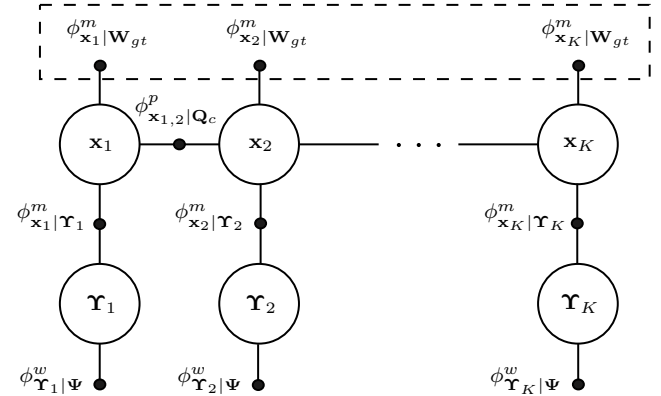 ϕ^m_{𝐱_1|𝐖_{gt}} ϕ^m_{𝐱_2|𝐖_{gt}} ϕ^m_{𝐱_K|𝐖_{gt}}
ϕ^p_{𝐱_{1,2}|𝐐_c}
𝐱_1 𝐱_2 · · · 𝐱_K
ϕ^m_{𝐱_1|𝚼_1} ϕ^m_{𝐱_2|𝚼_2} ϕ^m_{𝐱_K|𝚼_K}
𝚼_1 𝚼_2 𝚼_K
ϕ^w_{𝚼_1|𝚿} ϕ^w_{𝚼_2|𝚿} ϕ^w_{𝚼_K|𝚿}